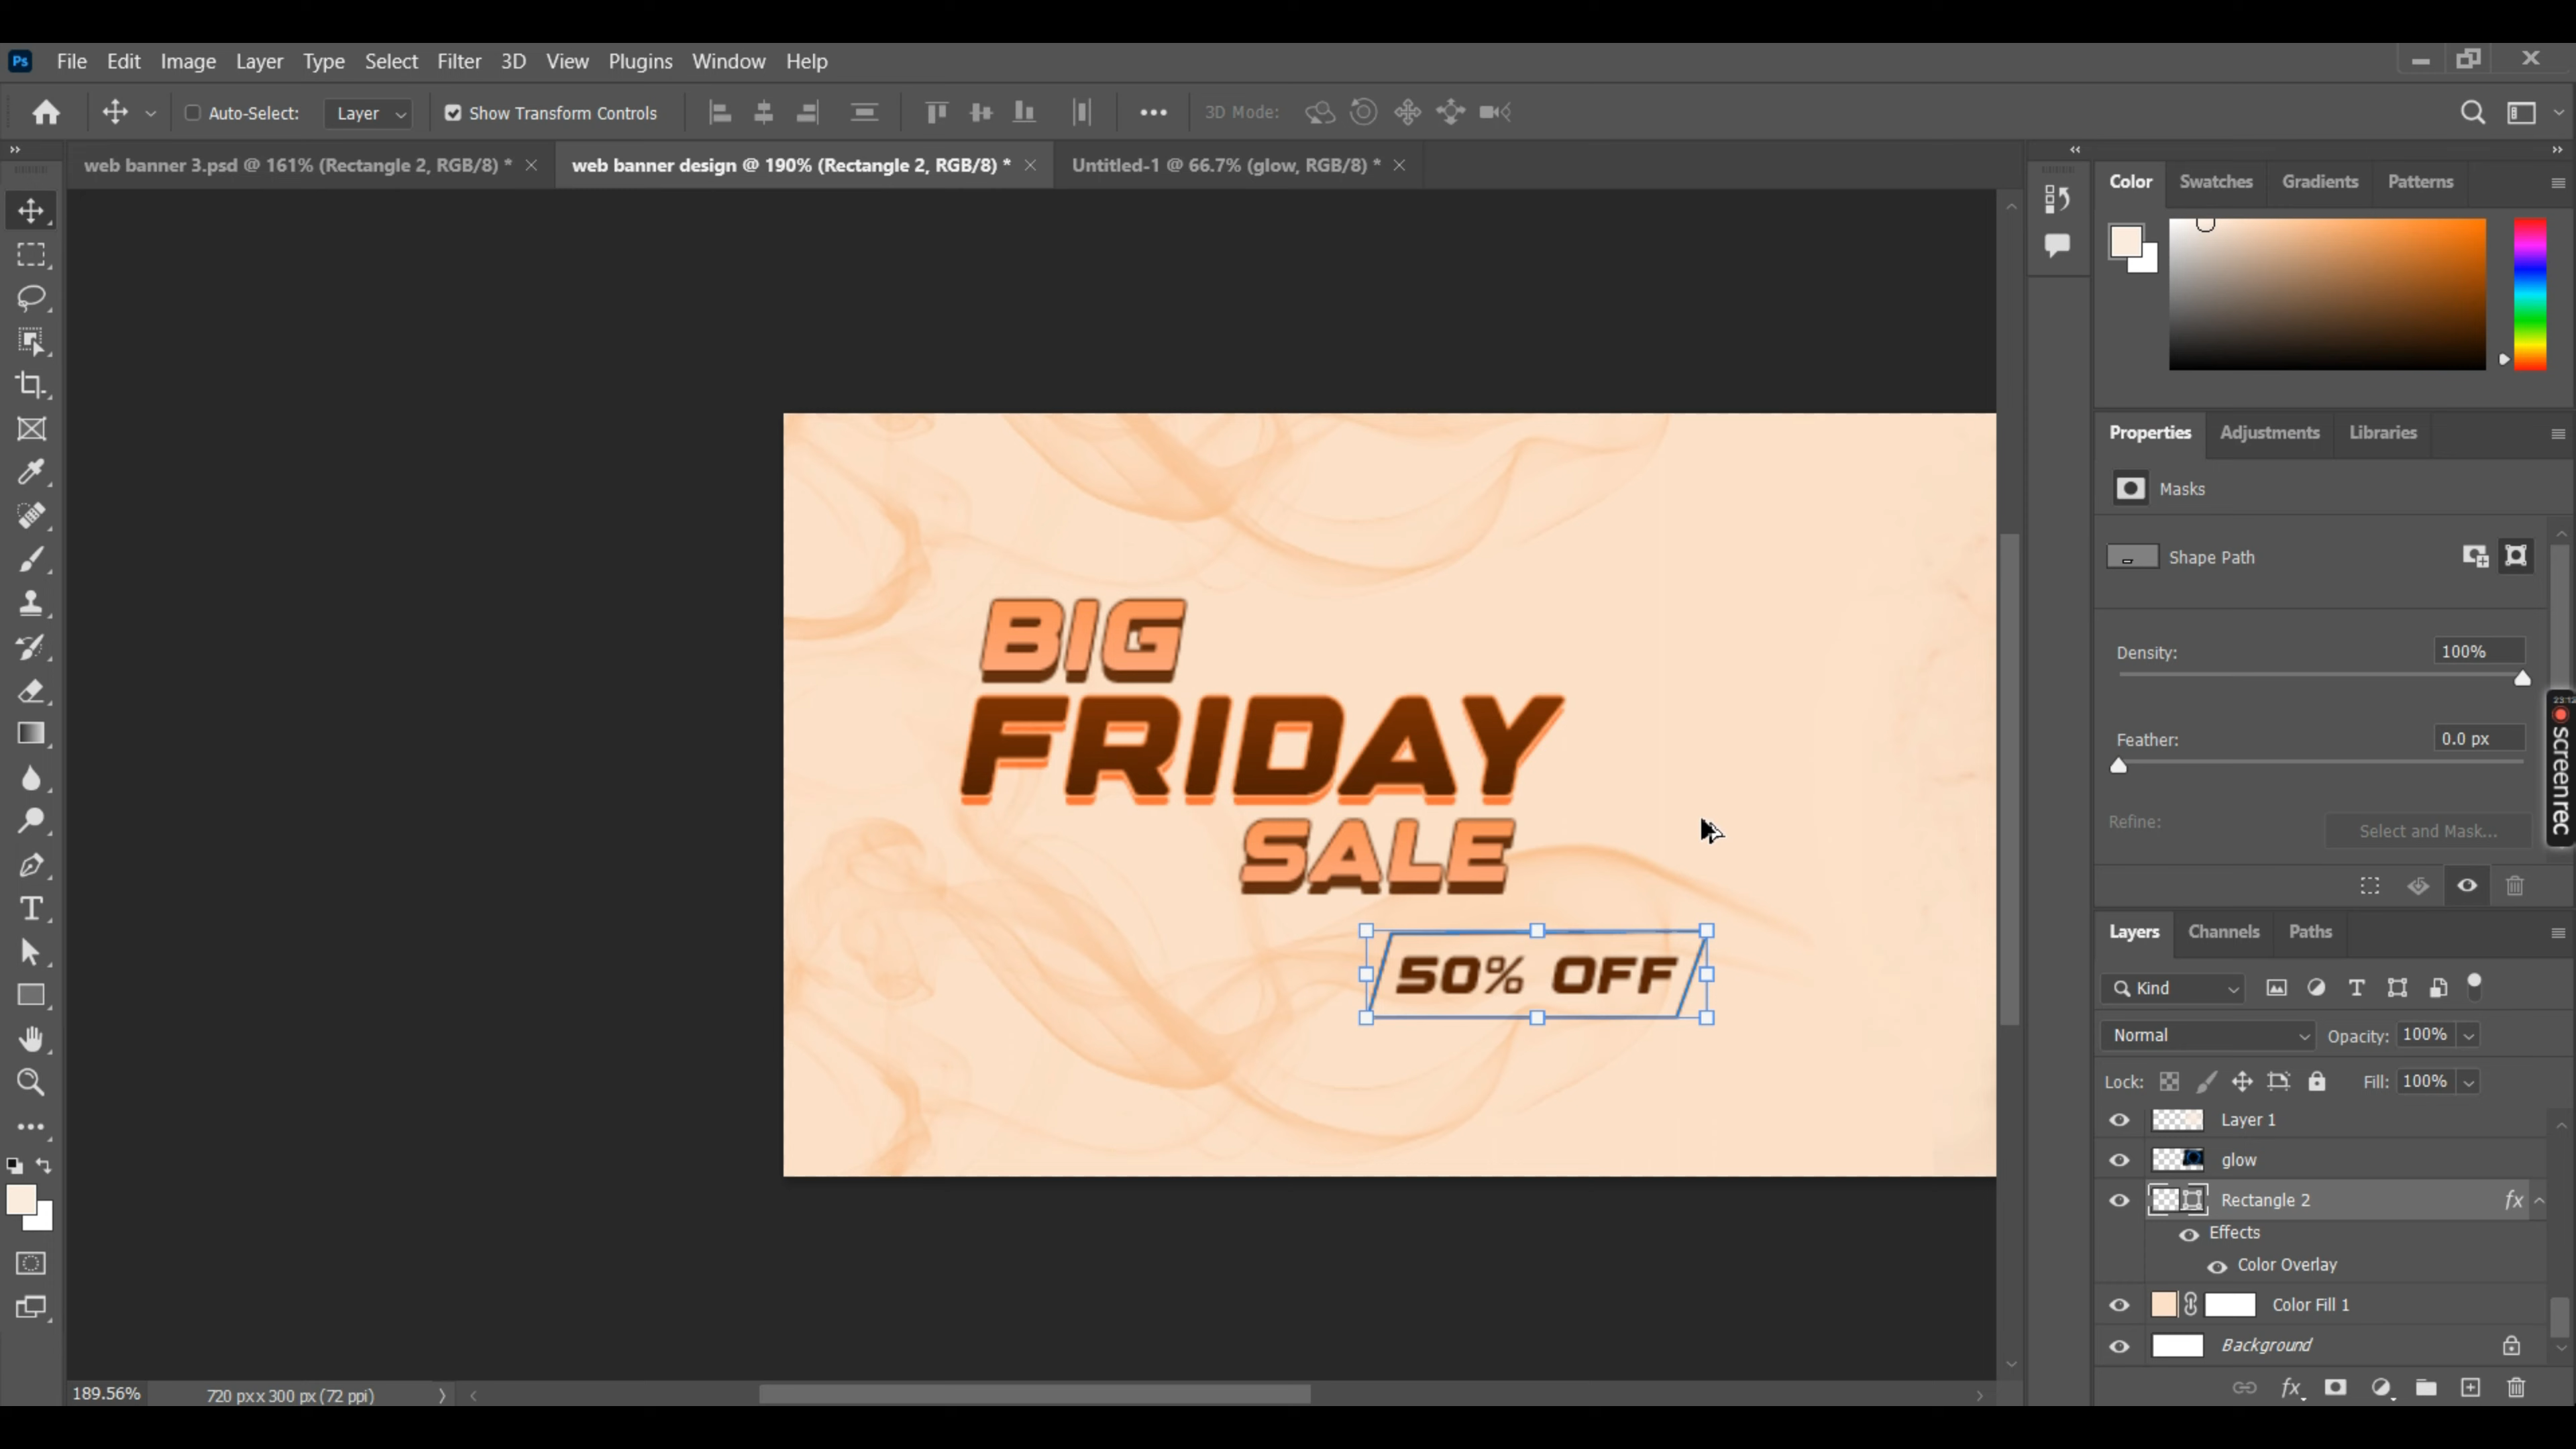 Ps File Edit Image Layer Type Select Filter 3D View Plugins Window Help
Auto-Select: Layer Show Transform Controls 3D Mode:
web banner 3.psd @ 161% (Rectangle 2, RGB/8) * web banner design @ 190% (Rectangle 2, RGB/8) * Untitled-1 @ 66.7% (glow, RGB/8) *
Color Swatches Gradients Patterns
Properties Adjustments Libraries
Masks
Shape Path
Density: 100%
Feather: 0.0 px
Refine: Select and Mask...
screenrec
BIG
FRIDAY
SALE
50% OFF
Layers Channels Paths
Kind
Normal Opacity: 100%
Lock: Fill: 100%
Layer 1
glow
Rectangle 2 fx
Effects
Color Overlay
Color Fill 1
Background
fx
189.56% 720 px x 300 px (72 ppi)